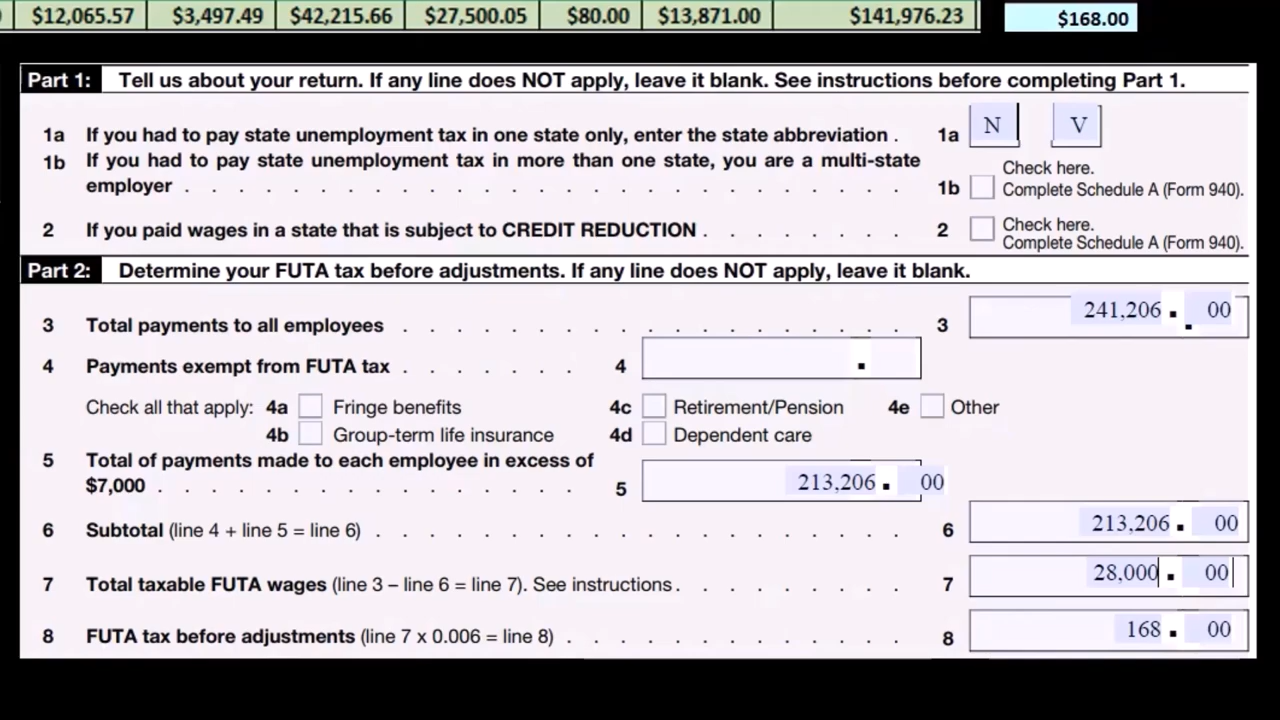 $12,065.57 $3,497.49 $42,215.66 $27,500.05 $80.00 $13,871.00 $141,976.23 $168.00
Part 1: Tell us about your return. If any line does NOT apply, leave it blank. See instructions before completing Part 1.
1a If you had to pay state unemployment tax in one state only, enter the state abbreviation . 1a N V
1b If you had to pay state unemployment tax in more than one state, you are a multi-state
employer . . . . . . . . . . . . . . . . . . . . . . . . 1b Check here.
Complete Schedule A (Form 940).
2 If you paid wages in a state that is subject to CREDIT REDUCTION . . . . . . . . 2 Check here.
Complete Schedule A (Form 940).
Part 2: Determine your FUTA tax before adjustments. If any line does NOT apply, leave it blank.
3 Total payments to all employees . . . . . . . . . . . . . . . . . 3 241,206 . 00
4 Payments exempt from FUTA tax . . . . . . . 4 .
Check all that apply: 4a Fringe benefits 4c Retirement/Pension 4e Other
4b Group-term life insurance 4d Dependent care
5 Total of payments made to each employee in excess of
$7,000 . . . . . . . . . . . . . . . . 5 213,206 . 00
6 Subtotal (line 4 + line 5 = line 6) . . . . . . . . . . . . . . . . . . 6 213,206 . 00
7 Total taxable FUTA wages (line 3 – line 6 = line 7). See instructions . . . . . . . . . 7 28,000 . 00
8 FUTA tax before adjustments (line 7 x 0.006 = line 8) . . . . . . . . . . . . . 8 168 . 00